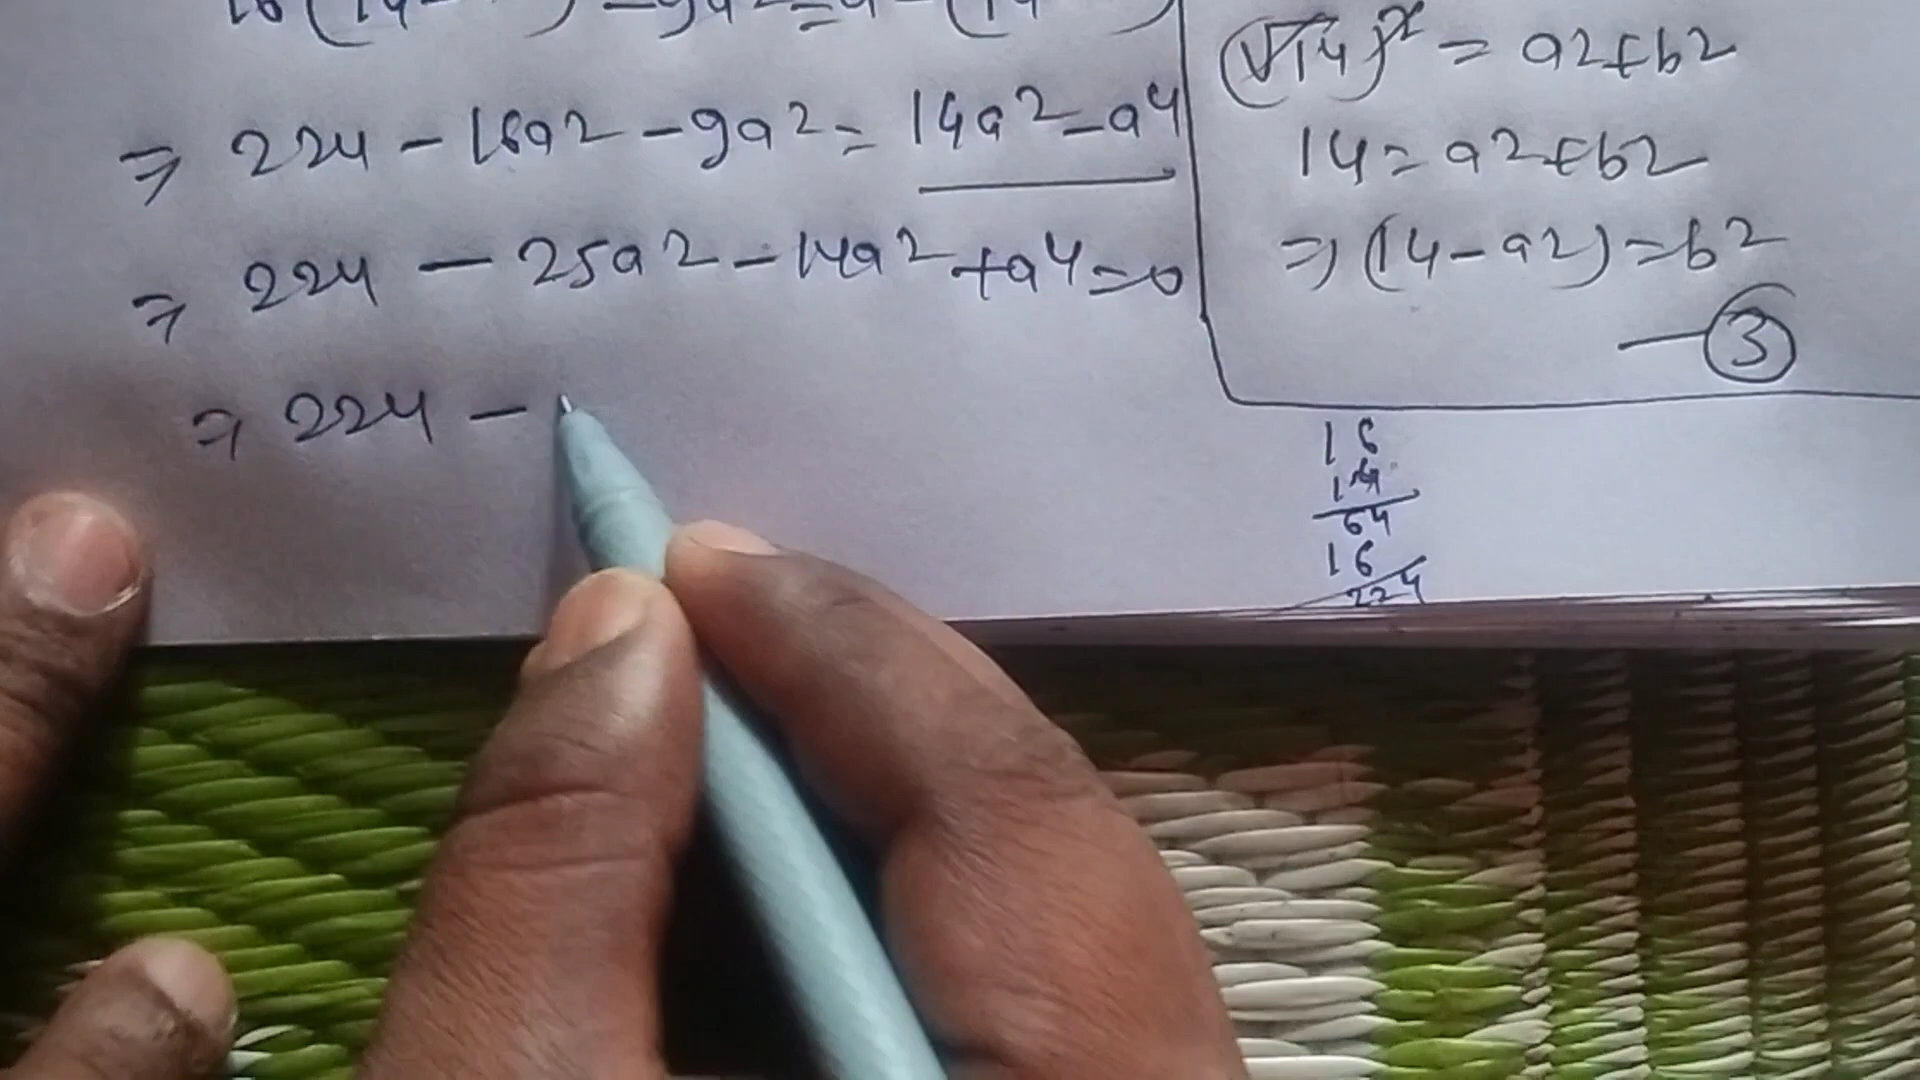 ⇒ 224 - 16a2 - 9a2 = 14a2 - a4
⇒ 224 - 25a2 - 14a2 + a4 = 0
⇒ 224 -
(√14)2 = a2 + b2
14 = a2 + b2
⇒ (14 - a2) = b2
- 3
16
14
64
16
224